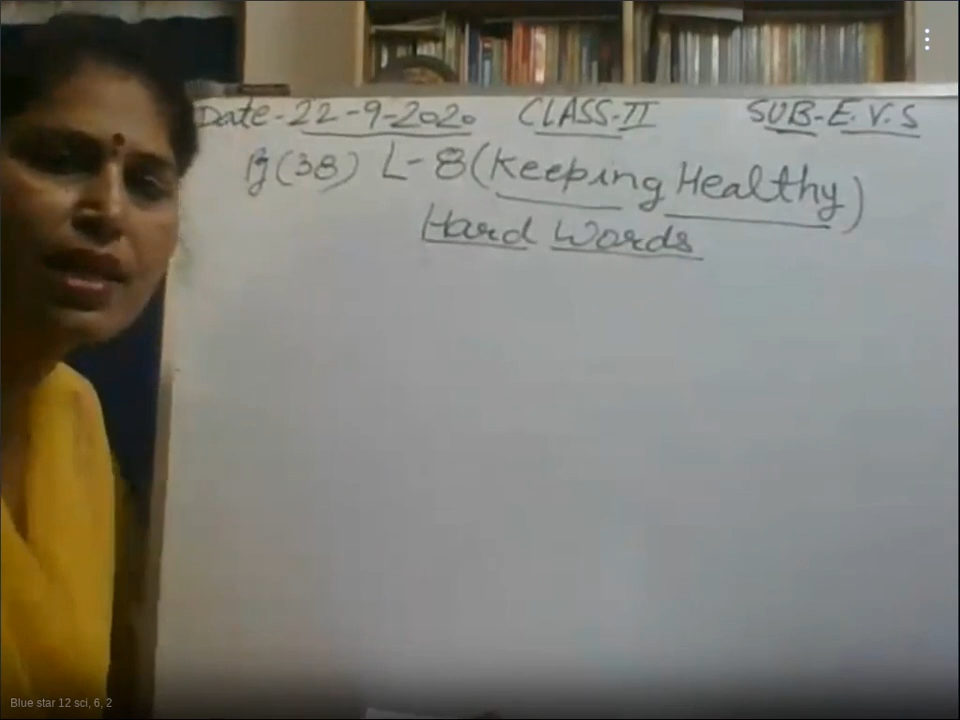 Date-22-9-2020 CLASS-II SUB-E.V.S
Pg(38) L-8(Keeping Healthy)
Hard Words
Blue star 12 sci, 6, 2